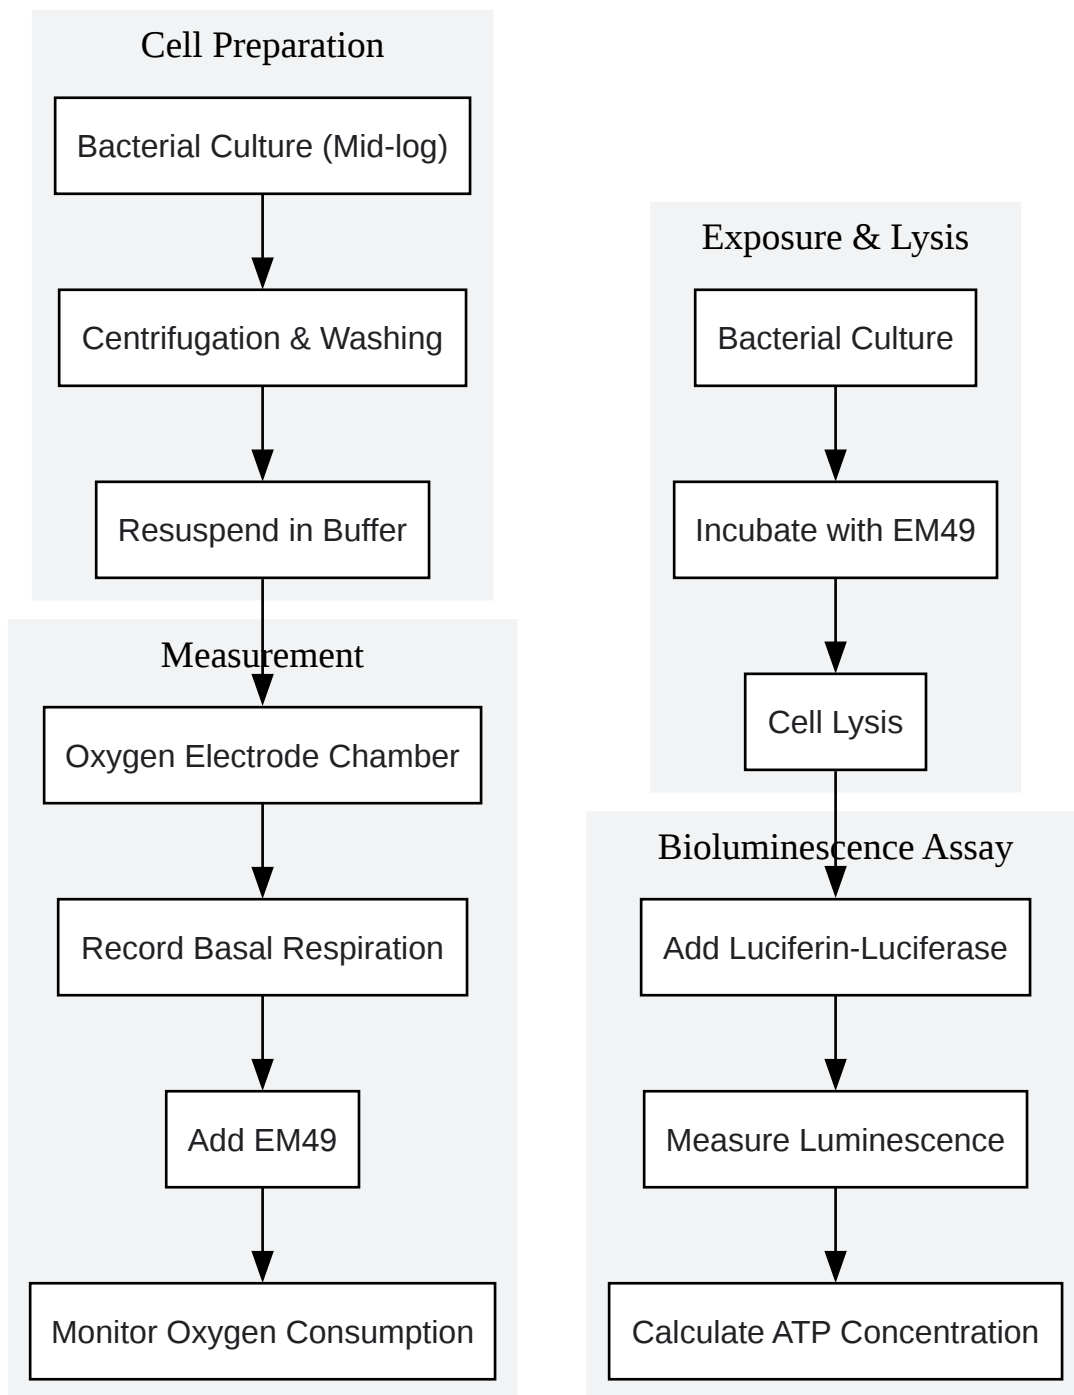 Cell Preparation
Bacterial Culture (Mid-log)
Centrifugation & Washing
Resuspend in Buffer
Measurement
Oxygen Electrode Chamber
Record Basal Respiration
Add EM49
Monitor Oxygen Consumption
Exposure & Lysis
Bacterial Culture
Incubate with EM49
Cell Lysis
Bioluminescence Assay
Add Luciferin-Luciferase
Measure Luminescence
Calculate ATP Concentration